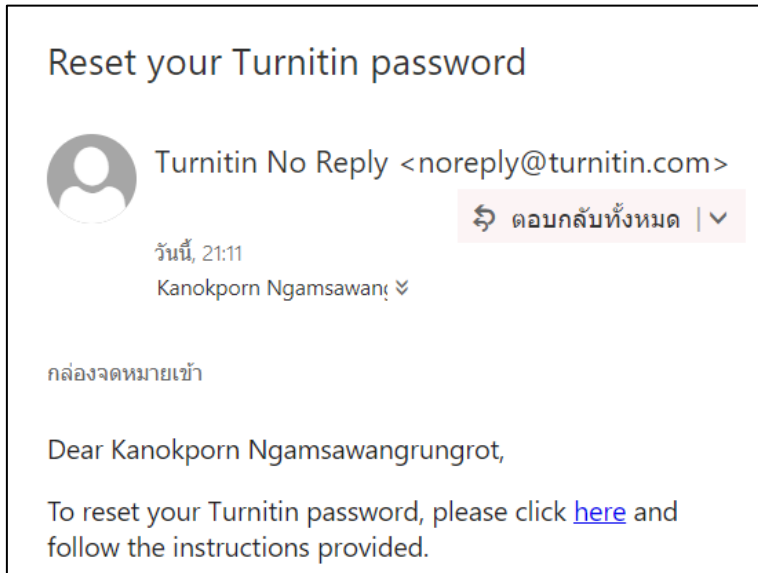 Reset your Turnitin password
Turnitin No Reply <noreply@turnitin.com>
ตอบกลับทั้งหมด |
วันนี้, 21:11
Kanokporn Ngamsawang
กล่องจดหมายเข้า
Dear Kanokporn Ngamsawangrungrot,
To reset your Turnitin password, please click here and
follow the instructions provided.